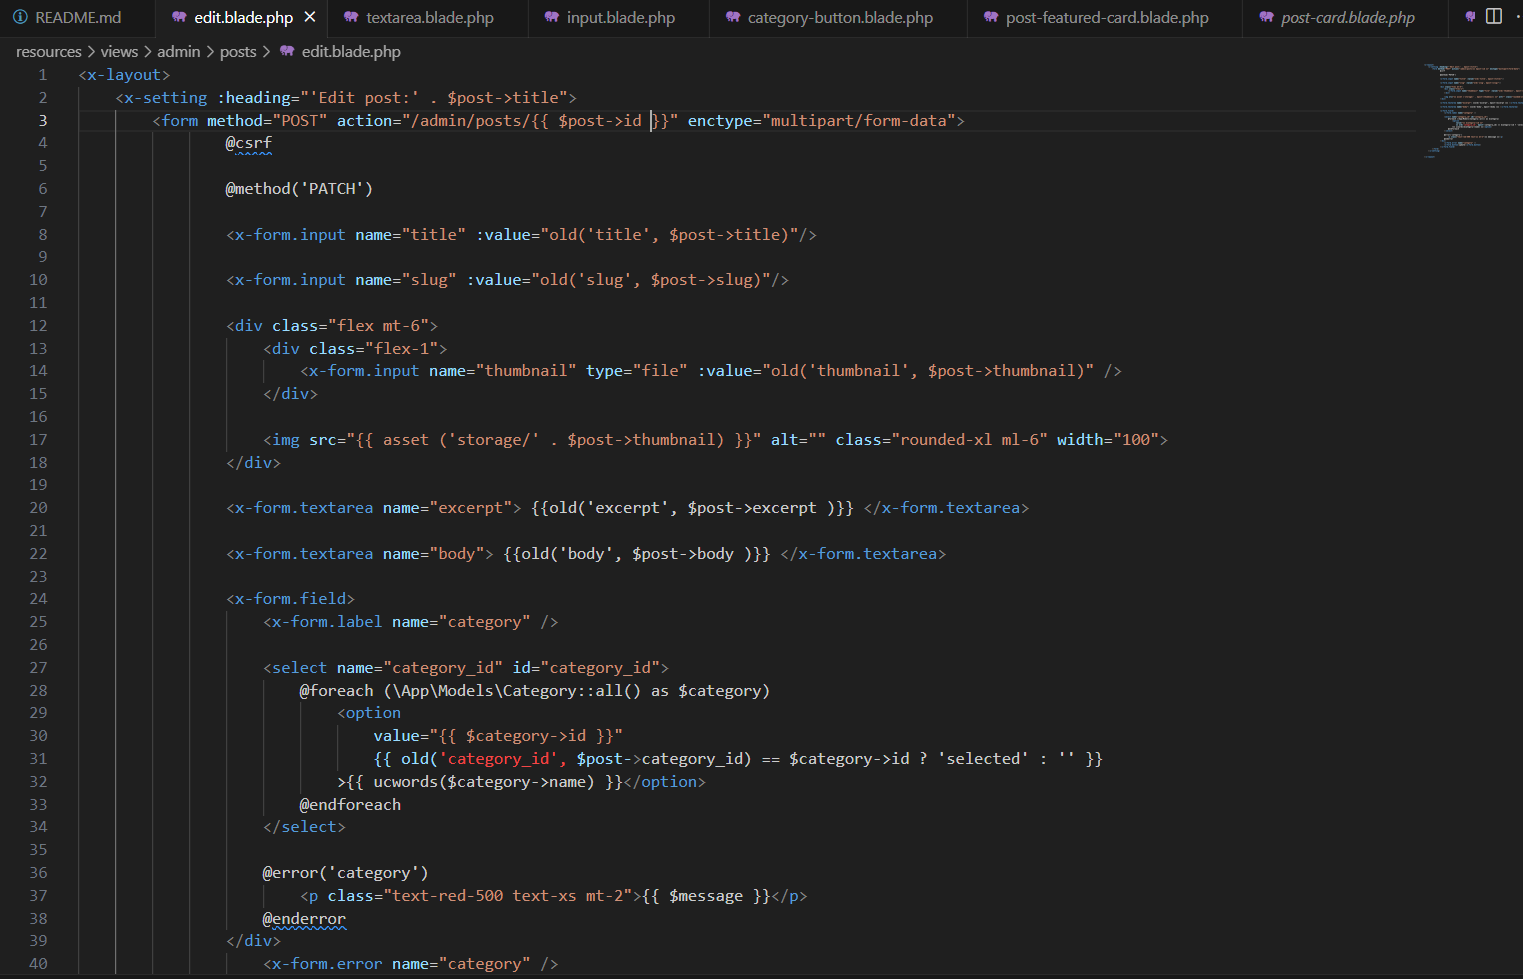 README.md edit.blade.php textarea.blade.php input.blade.php category-button.blade.php post-featured-card.blade.php post-card.blade.php
resources > views > admin > posts > edit.blade.php
1 <x-layout>
2 <x-setting :heading="'Edit post:' . $post->title">
3 <form method="POST" action="/admin/posts/{{ $post->id }}" enctype="multipart/form-data">
4 @csrf
5
6 @method('PATCH')
7
8 <x-form.input name="title" :value="old('title', $post->title)"/>
9
10 <x-form.input name="slug" :value="old('slug', $post->slug)"/>
11
12 <div class="flex mt-6">
13 <div class="flex-1">
14 <x-form.input name="thumbnail" type="file" :value="old('thumbnail', $post->thumbnail)" />
15 </div>
16
17 <img src="{{ asset ('storage/' . $post->thumbnail) }}" alt="" class="rounded-xl ml-6" width="100">
18 </div>
19
20 <x-form.textarea name="excerpt"> {{old('excerpt', $post->excerpt )}} </x-form.textarea>
21
22 <x-form.textarea name="body"> {{old('body', $post->body )}} </x-form.textarea>
23
24 <x-form.field>
25 <x-form.label name="category" />
26
27 <select name="category_id" id="category_id">
28 @foreach (\App\Models\Category::all() as $category)
29 <option
30 value="{{ $category->id }}"
31 {{ old('category_id', $post->category_id) == $category->id ? 'selected' : '' }}
32 >{{ ucwords($category->name) }}</option>
33 @endforeach
34 </select>
35
36 @error('category')
37 <p class="text-red-500 text-xs mt-2">{{ $message }}</p>
38 @enderror
39 </div>
40 <x-form.error name="category" />